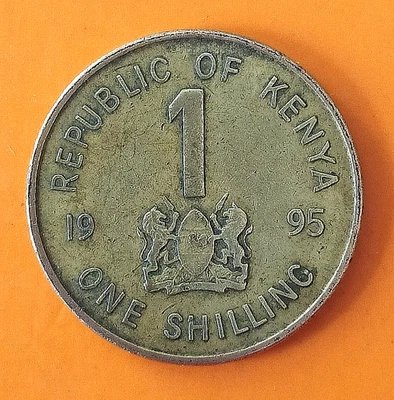 REPUBLIC OF KENYA
1
19 95
ONE SHILLING